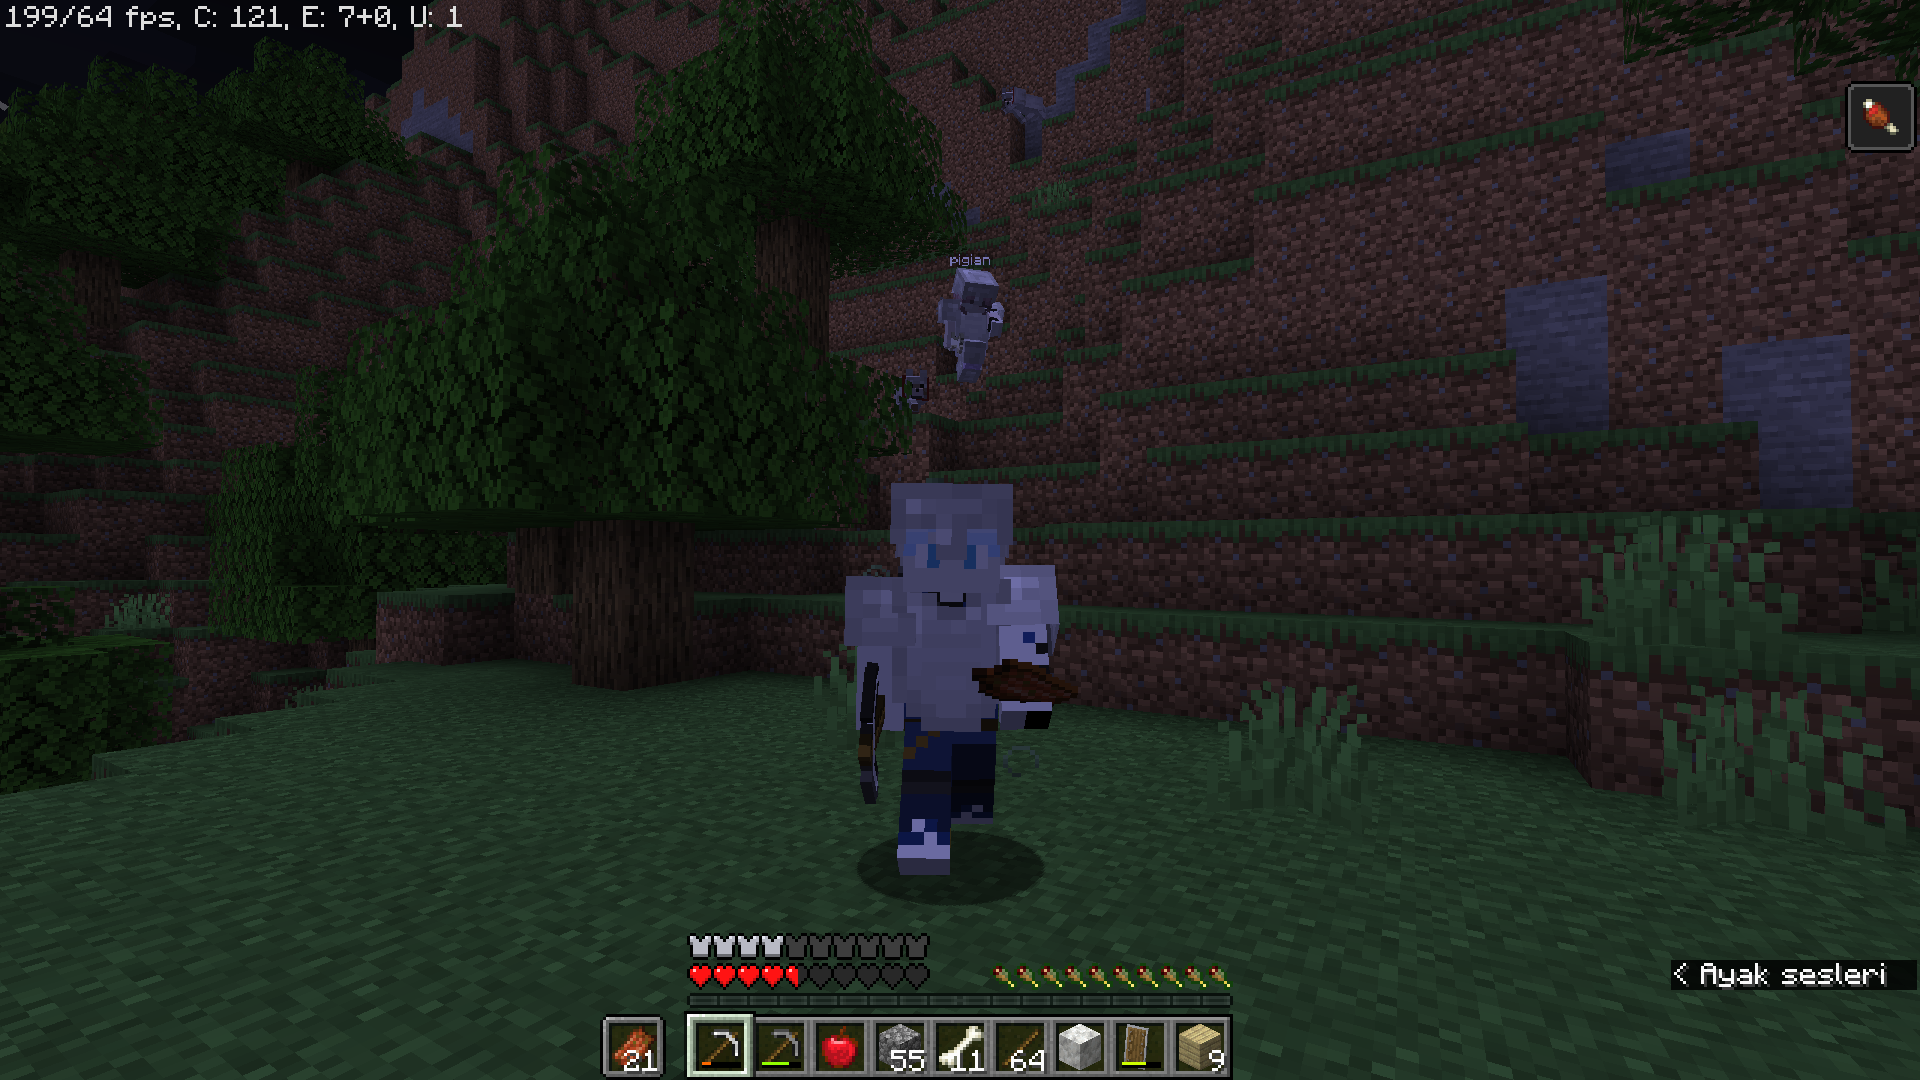 199/64 fps, C: 121, E: 7+0, U: 1
pigian
< Ayak sesleri
21
55
11
64
9